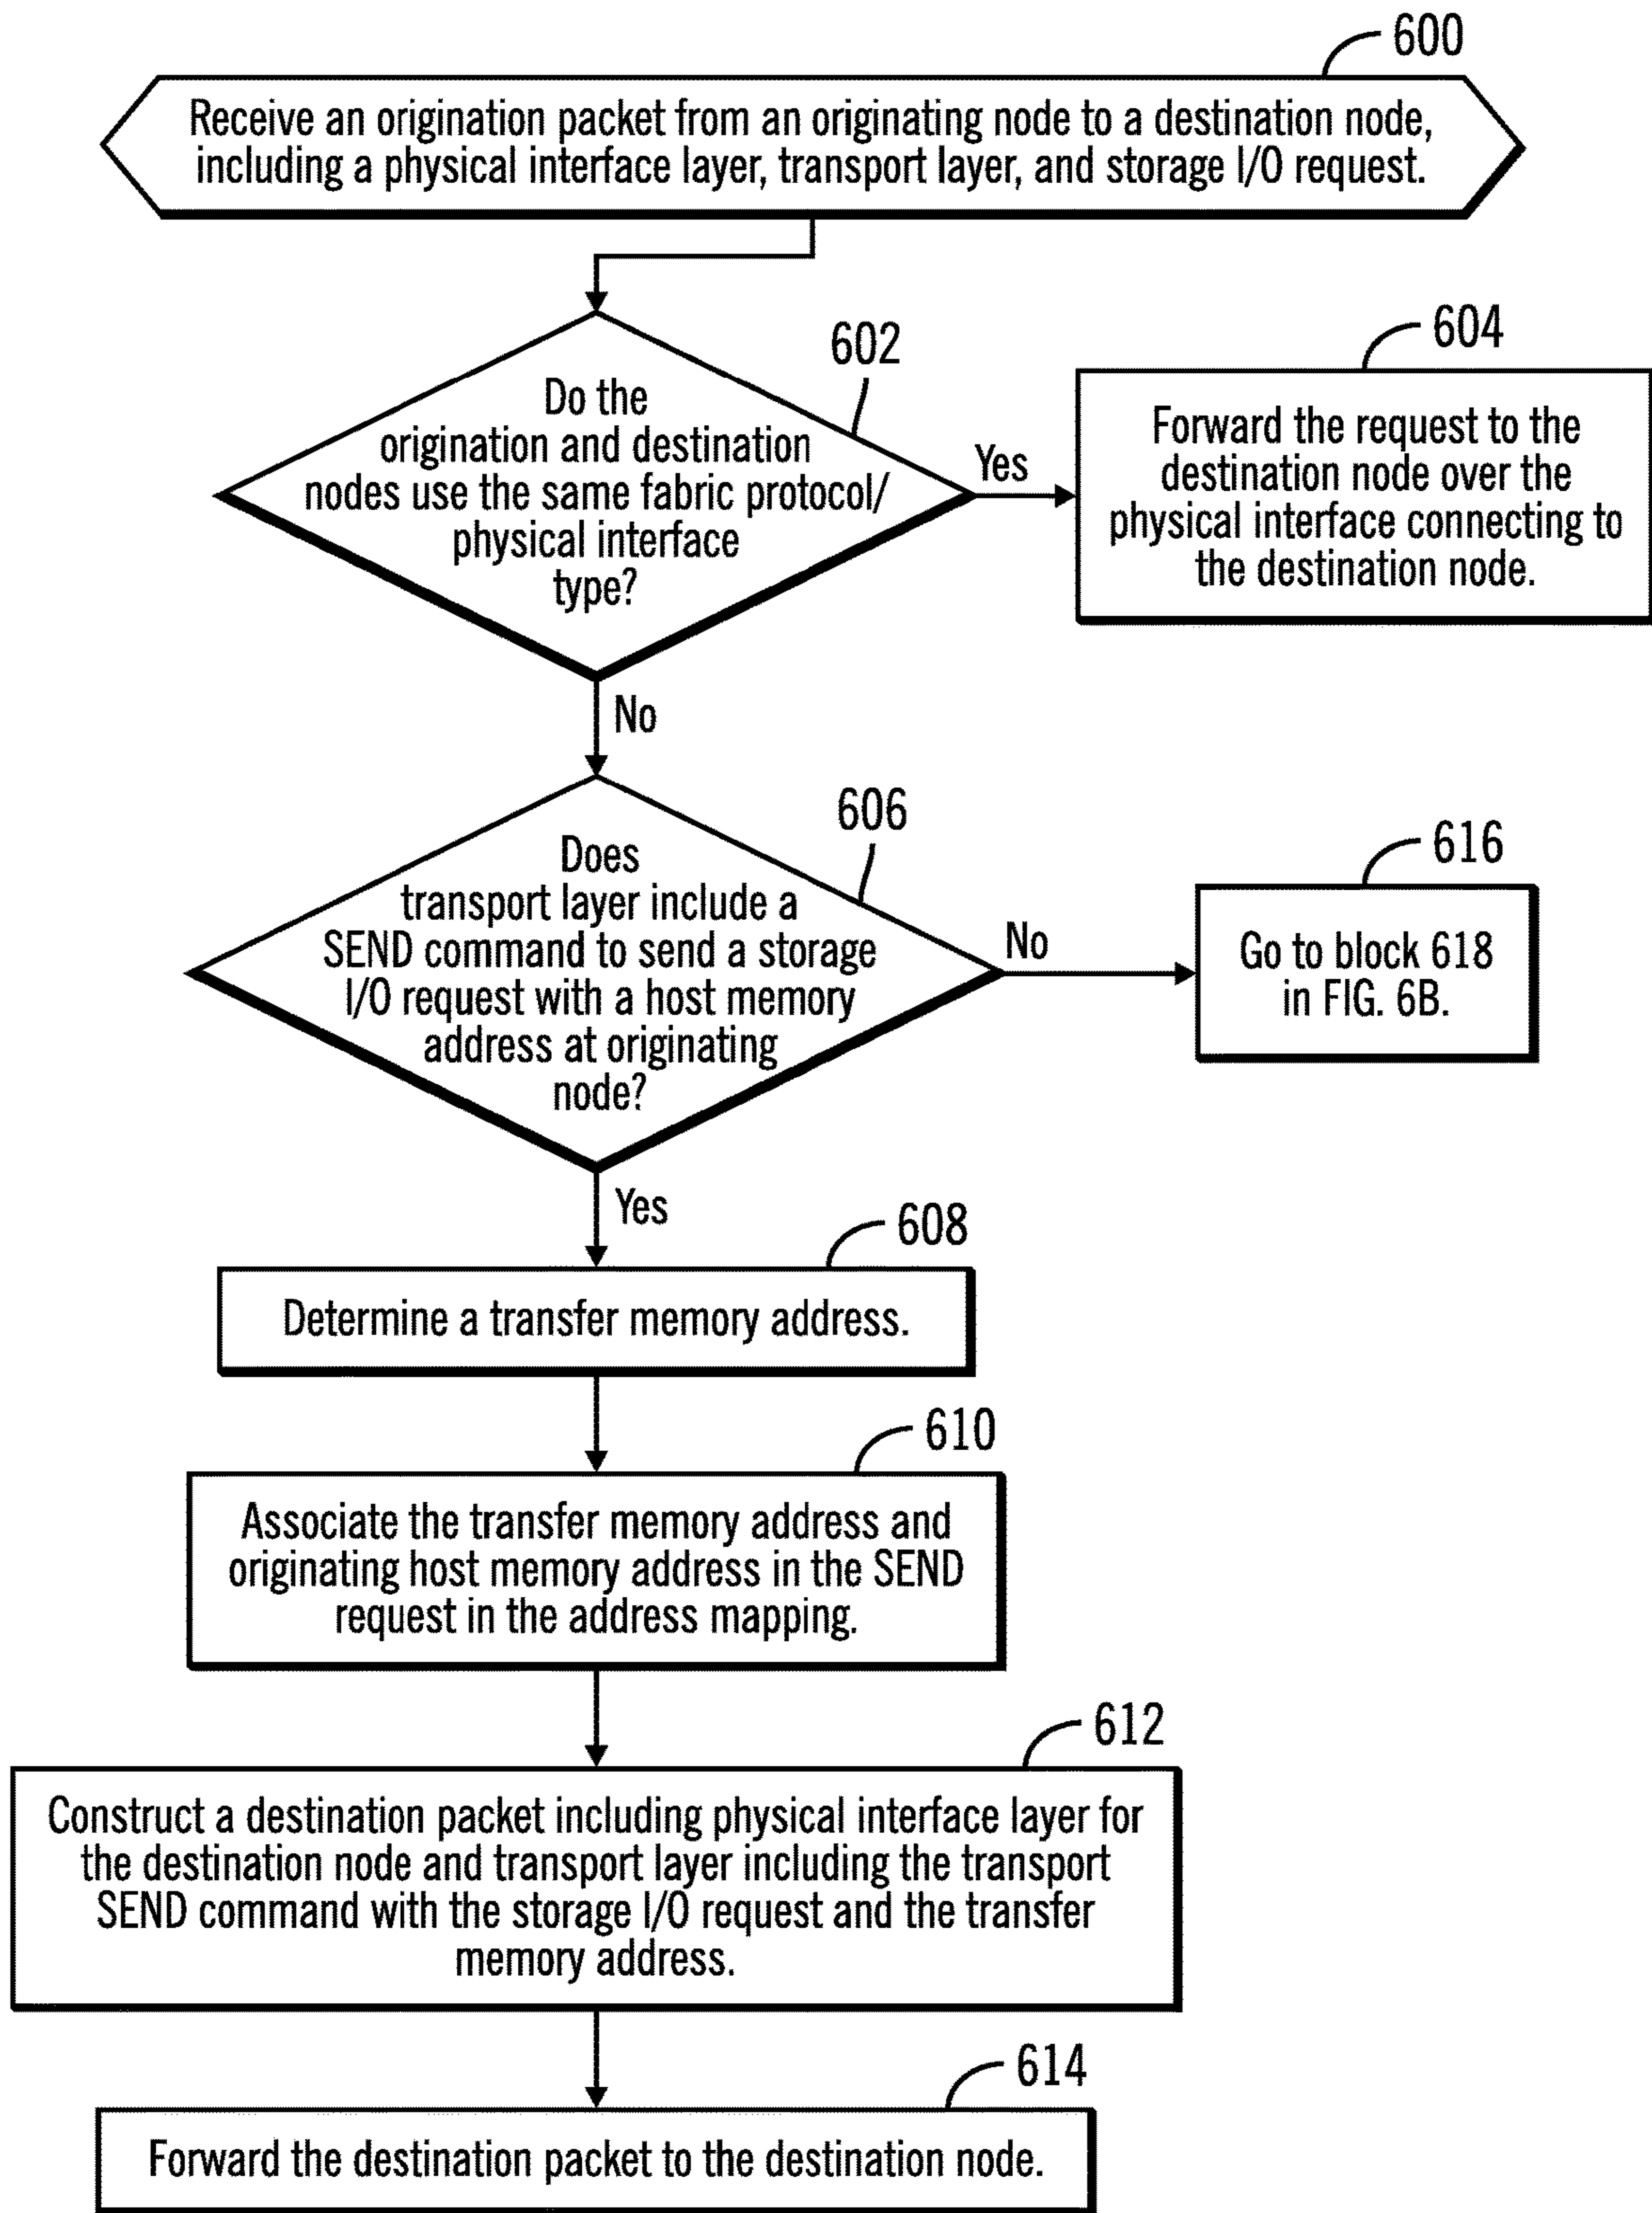 600
Receive an origination packet from an originating node to a destination node,
including a physical interface layer, transport layer, and storage I/O request.
602
Do the
origination and destination
nodes use the same fabric protocol/
physical interface
type?
Yes
604
Forward the request to the
destination node over the
physical interface connecting to
the destination node.
No
606
Does
transport layer include a
SEND command to send a storage
I/O request with a host memory
address at originating
node?
No
616
Go to block 618
in FIG. 6B.
Yes
608
Determine a transfer memory address.
610
Associate the transfer memory address and
originating host memory address in the SEND
request in the address mapping.
612
Construct a destination packet including physical interface layer for
the destination node and transport layer including the transport
SEND command with the storage I/O request and the transfer
memory address.
614
Forward the destination packet to the destination node.